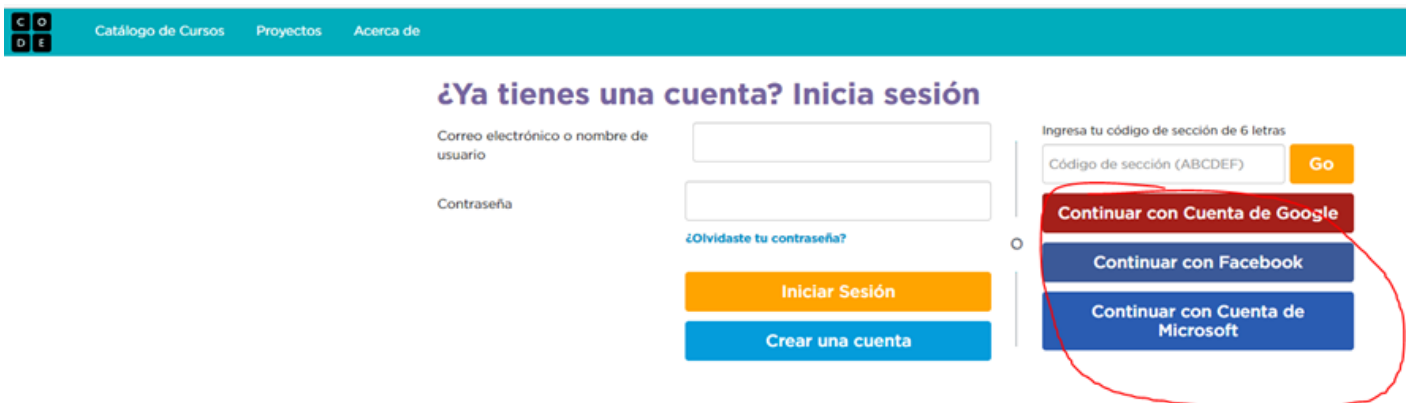 C O
D E
Catálogo de Cursos Proyectos Acerca de
¿Ya tienes una cuenta? Inicia sesión
Correo electrónico o nombre de
usuario
Contraseña
¿Olvidaste tu contraseña?
Iniciar Sesión
Crear una cuenta
O
Ingresa tu código de sección de 6 letras
Código de sección (ABCDEF) Go
Continuar con Cuenta de Google
Continuar con Facebook
Continuar con Cuenta de
Microsoft